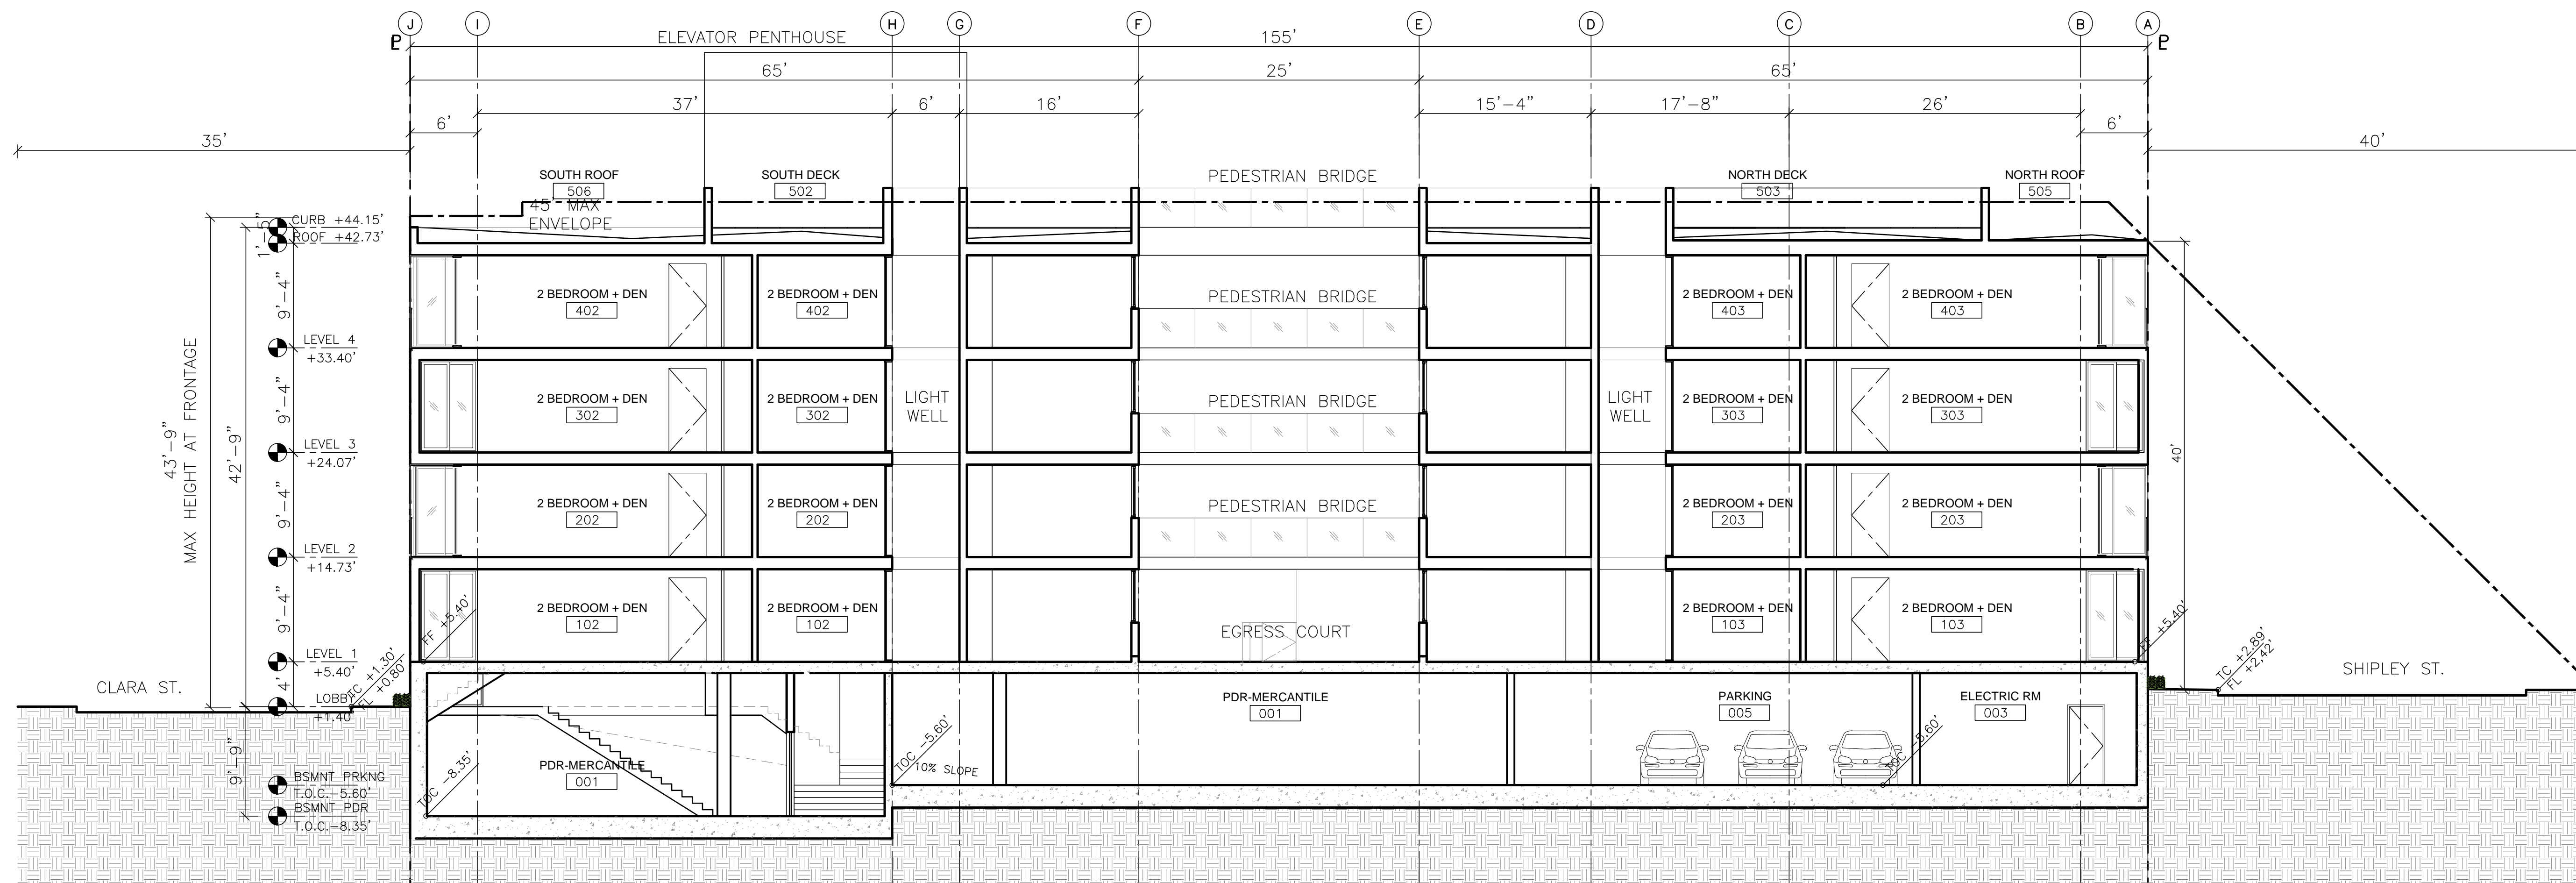 J I H G F E D C B A
PL ELEVATOR PENTHOUSE 155' PL
65' 25' 65'
37' 6' 16' 15'-4" 17'-8" 26'
6' 6'
35' 40'
SOUTH ROOF SOUTH DECK PEDESTRIAN BRIDGE NORTH DECK NORTH ROOF
506 502 503 505
45' MAX
ENVELOPE
CURB +44.15'
ROOF +42.73'
1'-5"
2 BEDROOM + DEN 2 BEDROOM + DEN PEDESTRIAN BRIDGE 2 BEDROOM + DEN 2 BEDROOM + DEN
402 402 403 403
9'-4"
LEVEL 4
+33.40'
43'-9"
MAX HEIGHT AT FRONTAGE
42'-9"
9'-4"
2 BEDROOM + DEN 2 BEDROOM + DEN LIGHT PEDESTRIAN BRIDGE LIGHT 2 BEDROOM + DEN 2 BEDROOM + DEN
302 302 WELL WELL 303 303
LEVEL 3
+24.07'
40'
9'-4"
2 BEDROOM + DEN 2 BEDROOM + DEN PEDESTRIAN BRIDGE 2 BEDROOM + DEN 2 BEDROOM + DEN
202 202 203 203
LEVEL 2
+14.73'
9'-4"
2 BEDROOM + DEN 2 BEDROOM + DEN EGRESS COURT 2 BEDROOM + DEN 2 BEDROOM + DEN
102 102 103 103
FF +5.40' FF +5.40'
LEVEL 1
+5.40'
4'
CLARA ST. SHIPLEY ST.
TC +1.30'
FL +0.80'
TC +2.89'
FL +2.42'
LOBBY
+1.40'
PDR-MERCANTILE PARKING ELECTRIC RM
001 005 003
9'-9"
PDR-MERCANTILE
001
TOC -8.35'
TOC -5.60'
10% SLOPE
TOC -5.60'
BSMNT PRKNG
T.O.C.-5.60'
BSMNT PDR
T.O.C.-8.35'